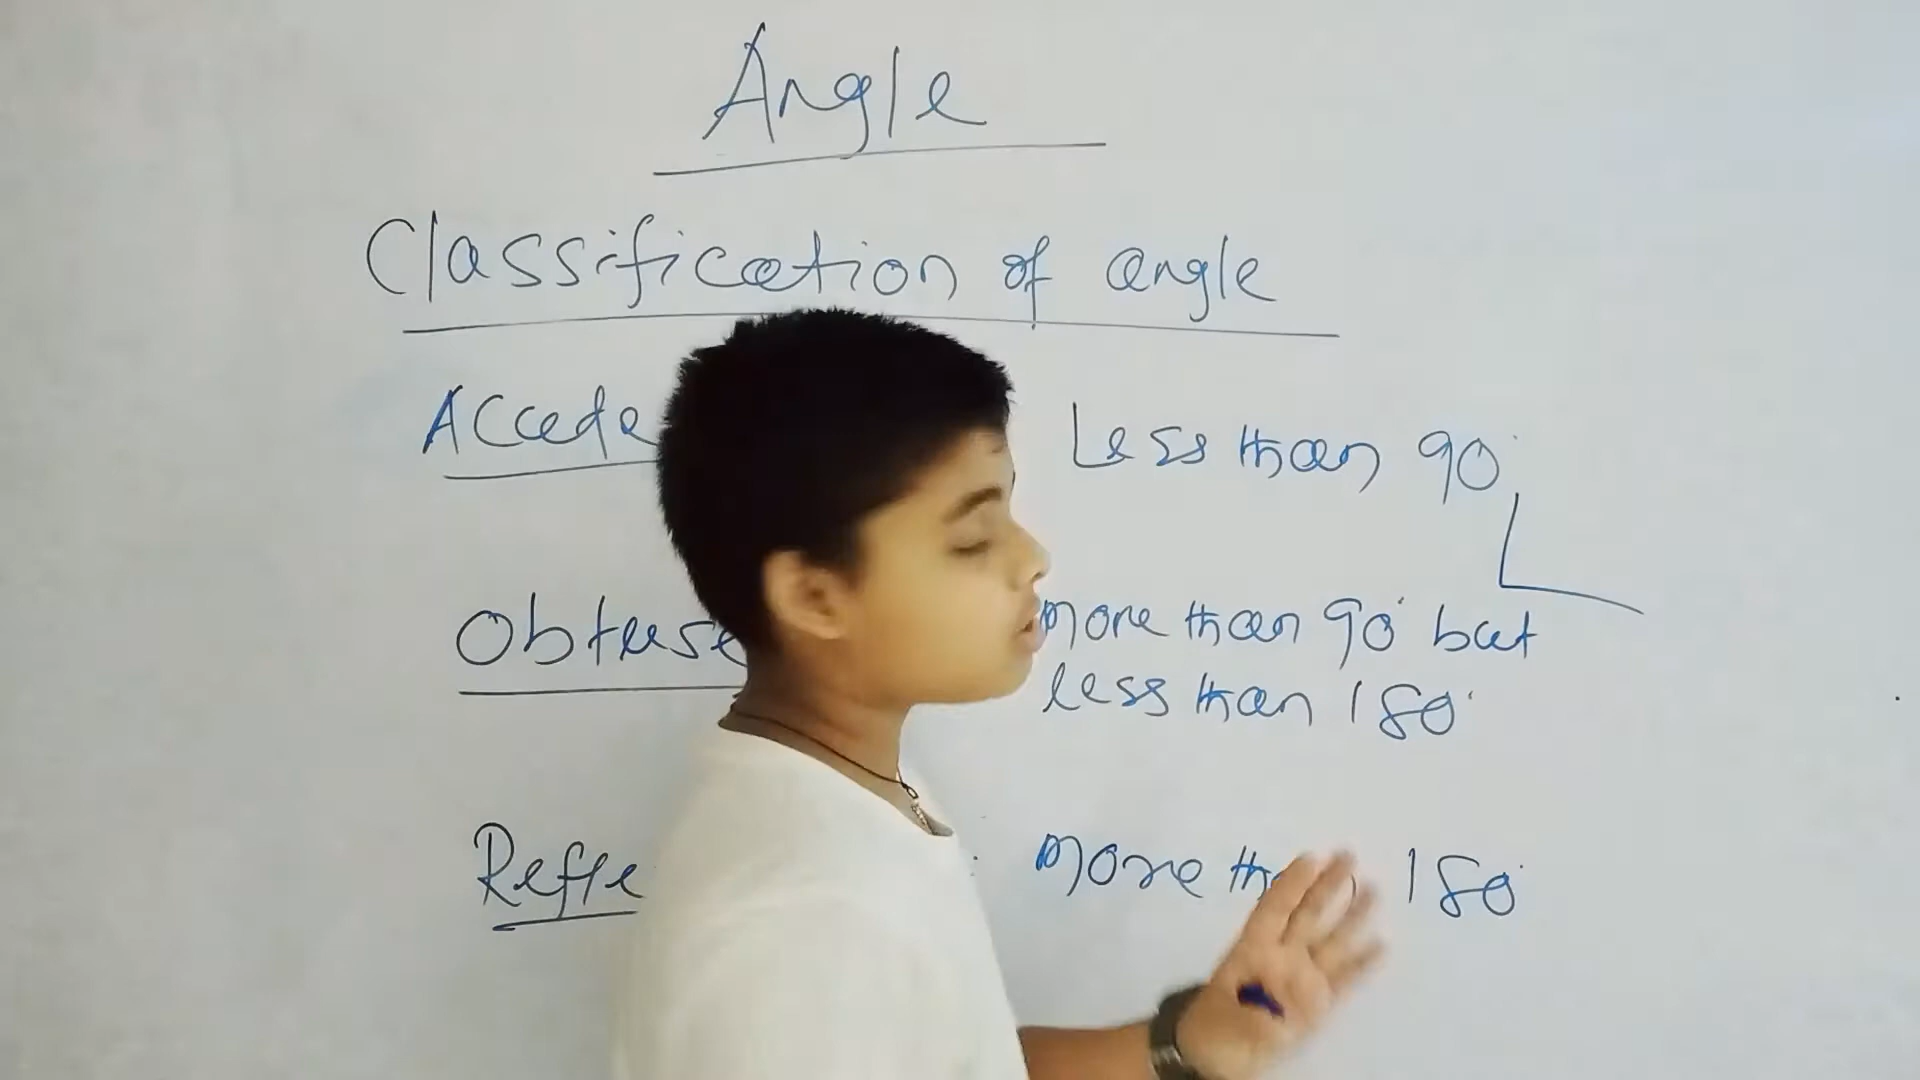 Angle
Classification of angle
Accede Less than 90°
Obtuse more than 90° but
less than 180°
Refle more 180°